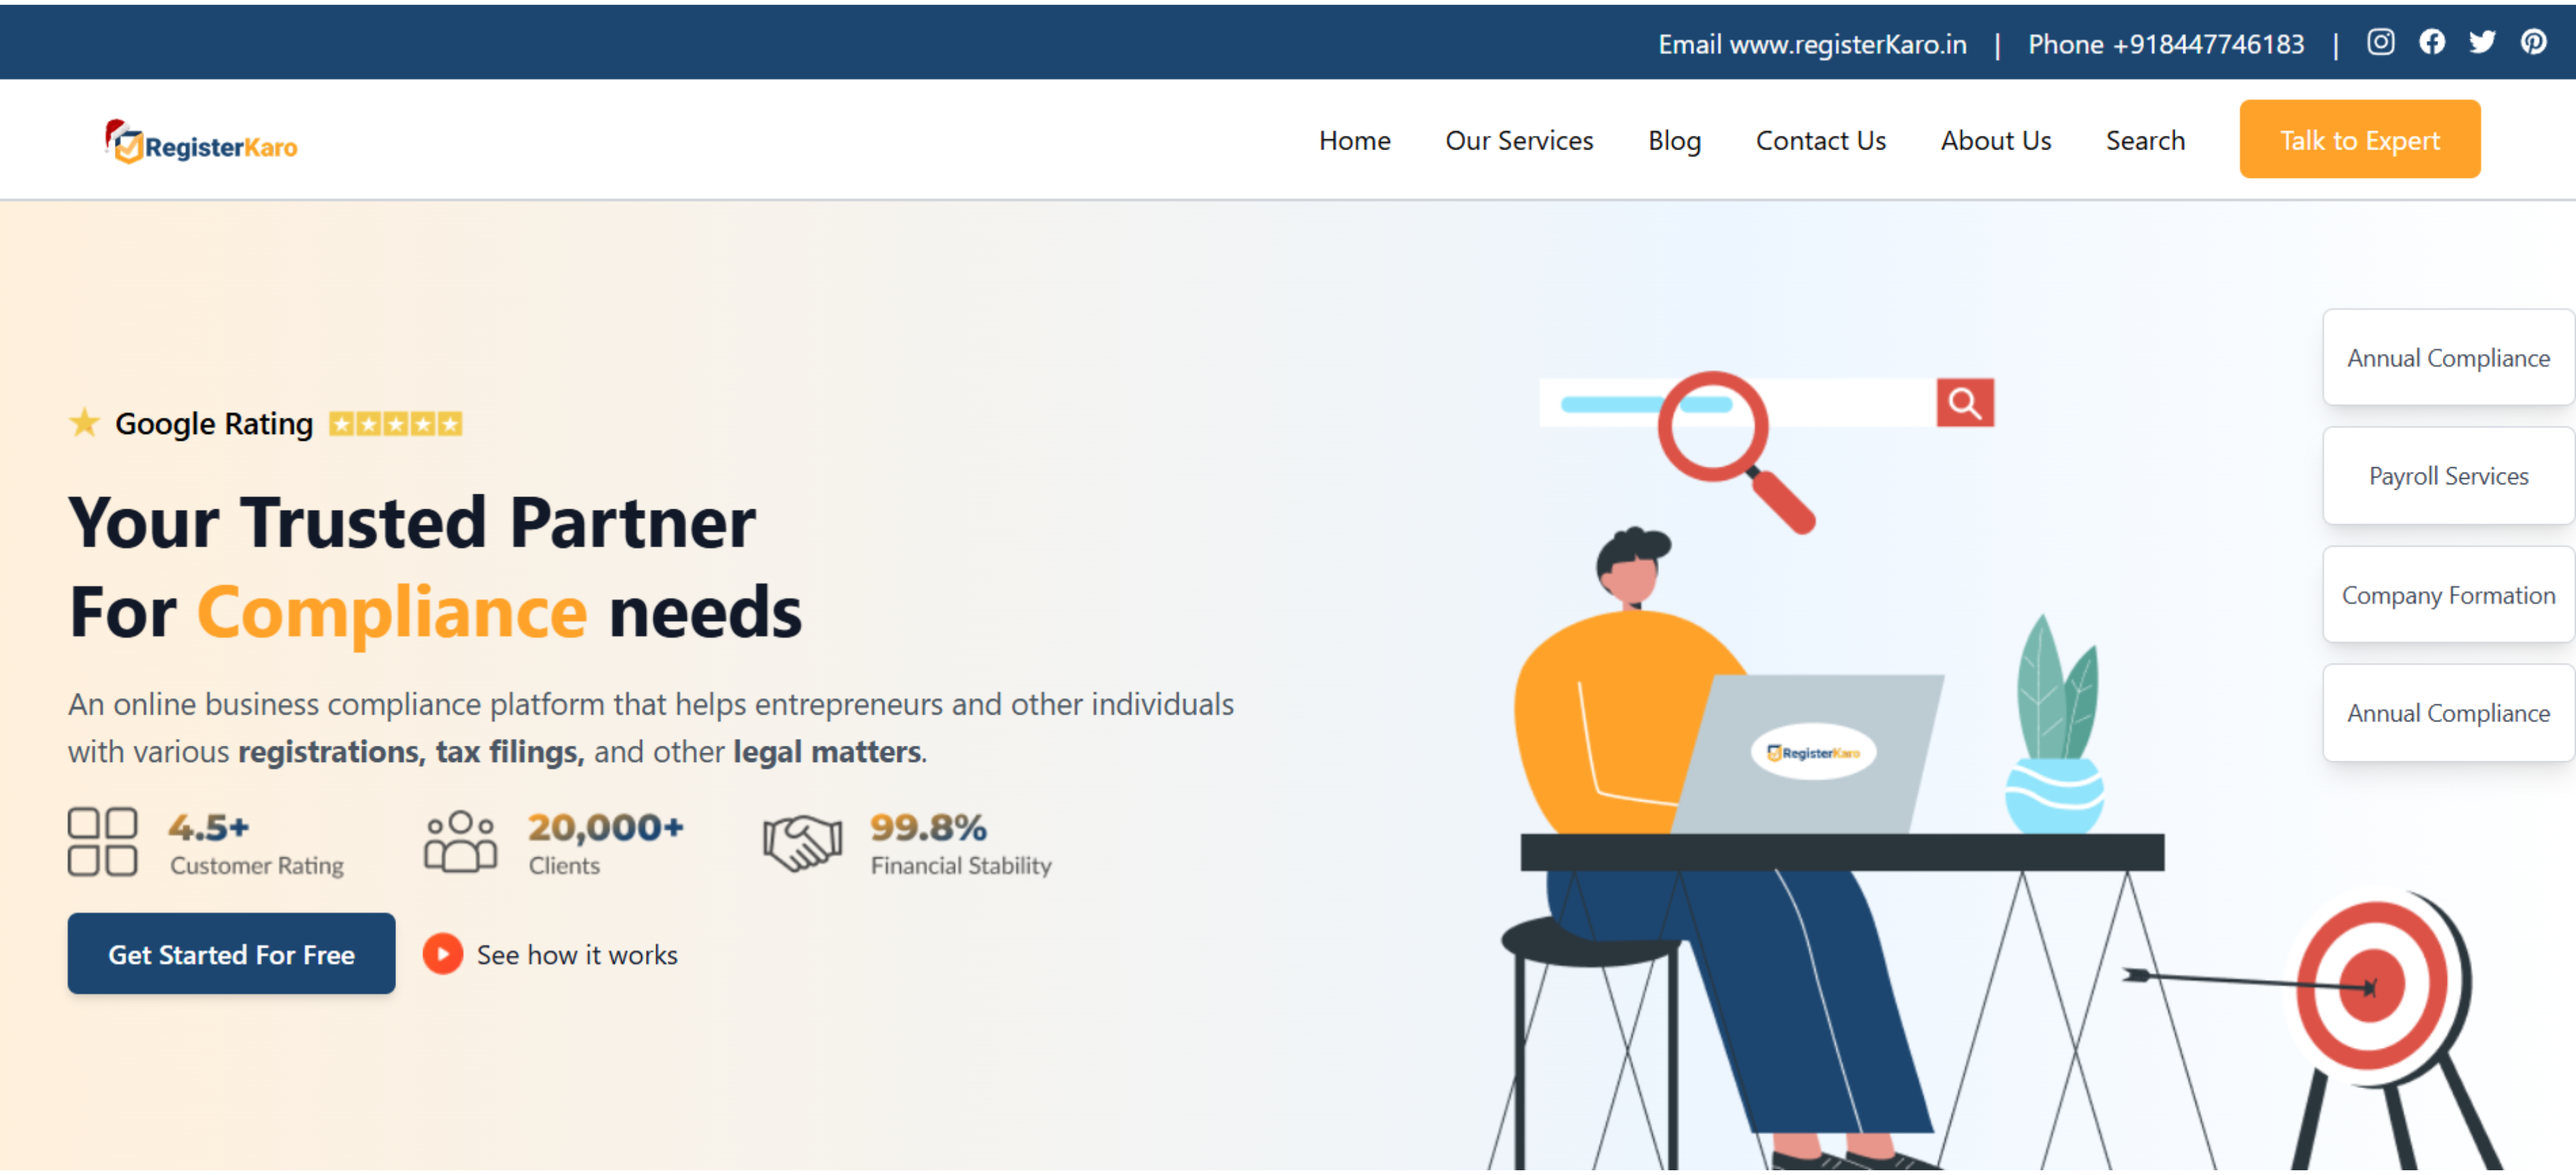 Email www.registerKaro.in | Phone +918447746183 |
RegisterKaro
Home Our Services Blog Contact Us About Us Search Talk to Expert
Google Rating
Your Trusted Partner
For Compliance needs
An online business compliance platform that helps entrepreneurs and other individuals
with various registrations, tax filings, and other legal matters.
4.5+
Customer Rating
20,000+
Clients
99.8%
Financial Stability
Get Started For Free
See how it works
RegisterKaro
Annual Compliance
Payroll Services
Company Formation
Annual Compliance